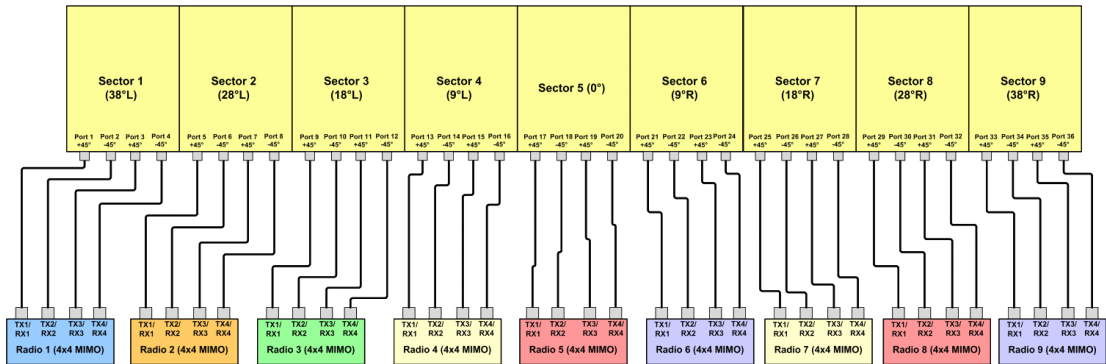 Sector 1
(38°L)
Sector 2
(28°L)
Sector 3
(18°L)
Sector 4
(9°L)
Sector 5 (0°)
Sector 6
(9°R)
Sector 7
(18°R)
Sector 8
(28°R)
Sector 9
(38°R)
Port 1 Port 2 Port 3 Port 4
+45° -45° +45° -45°
Port 5 Port 6 Port 7 Port 8
+45° -45° +45° -45°
Port 9 Port 10 Port 11 Port 12
+45° -45° +45° -45°
Port 13 Port 14 Port 15 Port 16
+45° -45° +45° -45°
Port 17 Port 18 Port 19 Port 20
+45° -45° +45° -45°
Port 21 Port 22 Port 23 Port 24
+45° -45° +45° -45°
Port 25 Port 26 Port 27 Port 28
+45° -45° +45° -45°
Port 29 Port 30 Port 31 Port 32
+45° -45° +45° -45°
Port 33 Port 34 Port 35 Port 36
+45° -45° +45° -45°
TX1/ TX2/ TX3/ TX4/
RX1 RX2 RX3 RX4
Radio 1 (4x4 MIMO)
TX1/ TX2/ TX3/ TX4/
RX1 RX2 RX3 RX4
Radio 2 (4x4 MIMO)
TX1/ TX2/ TX3/ TX4/
RX1 RX2 RX3 RX4
Radio 3 (4x4 MIMO)
TX1/ TX2/ TX3/ TX4/
RX1 RX2 RX3 RX4
Radio 4 (4x4 MIMO)
TX1/ TX2/ TX3/ TX4/
RX1 RX2 RX3 RX4
Radio 5 (4x4 MIMO)
TX1/ TX2/ TX3/ TX4/
RX1 RX2 RX3 RX4
Radio 6 (4x4 MIMO)
TX1/ TX2/ TX3/ TX4/
RX1 RX2 RX3 RX4
Radio 7 (4x4 MIMO)
TX1/ TX2/ TX3/ TX4/
RX1 RX2 RX3 RX4
Radio 8 (4x4 MIMO)
TX1/ TX2/ TX3/ TX4/
RX1 RX2 RX3 RX4
Radio 9 (4x4 MIMO)